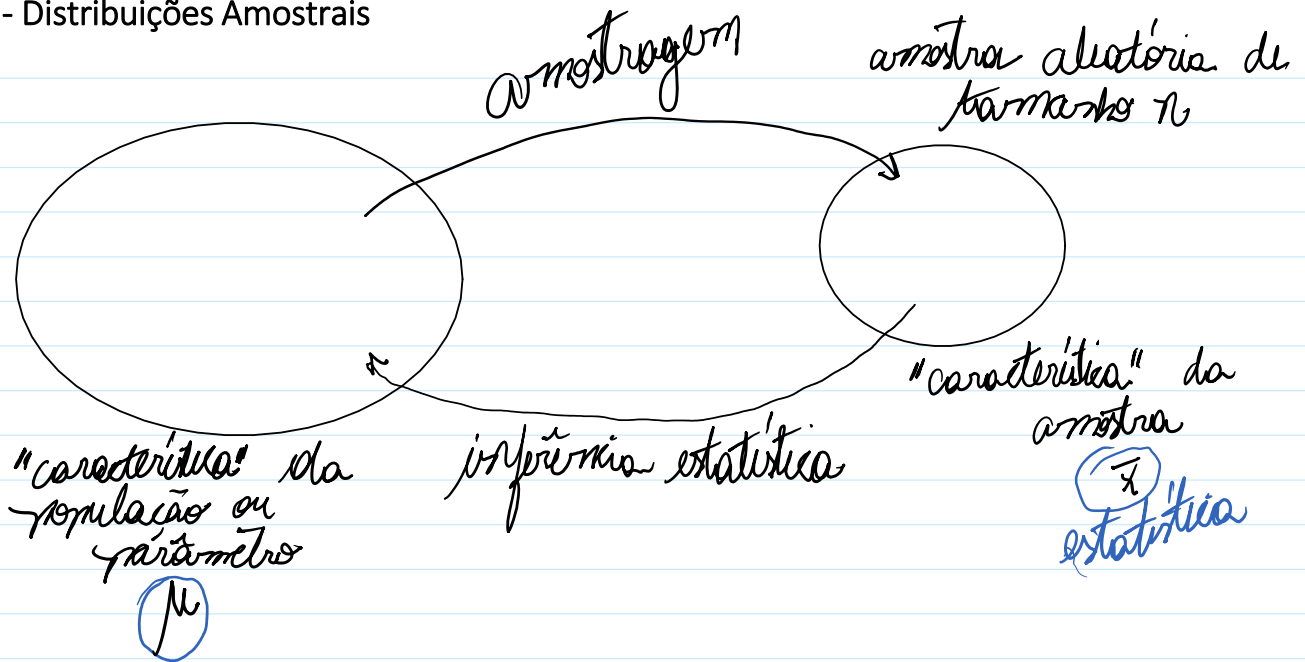 - Distribuições Amostrais
amostragem
amostra aleatória de
tamanho n
"característica" da
amostra
x̄
estatística
inferência estatística
"característica" da
população ou
parâmetro
μ